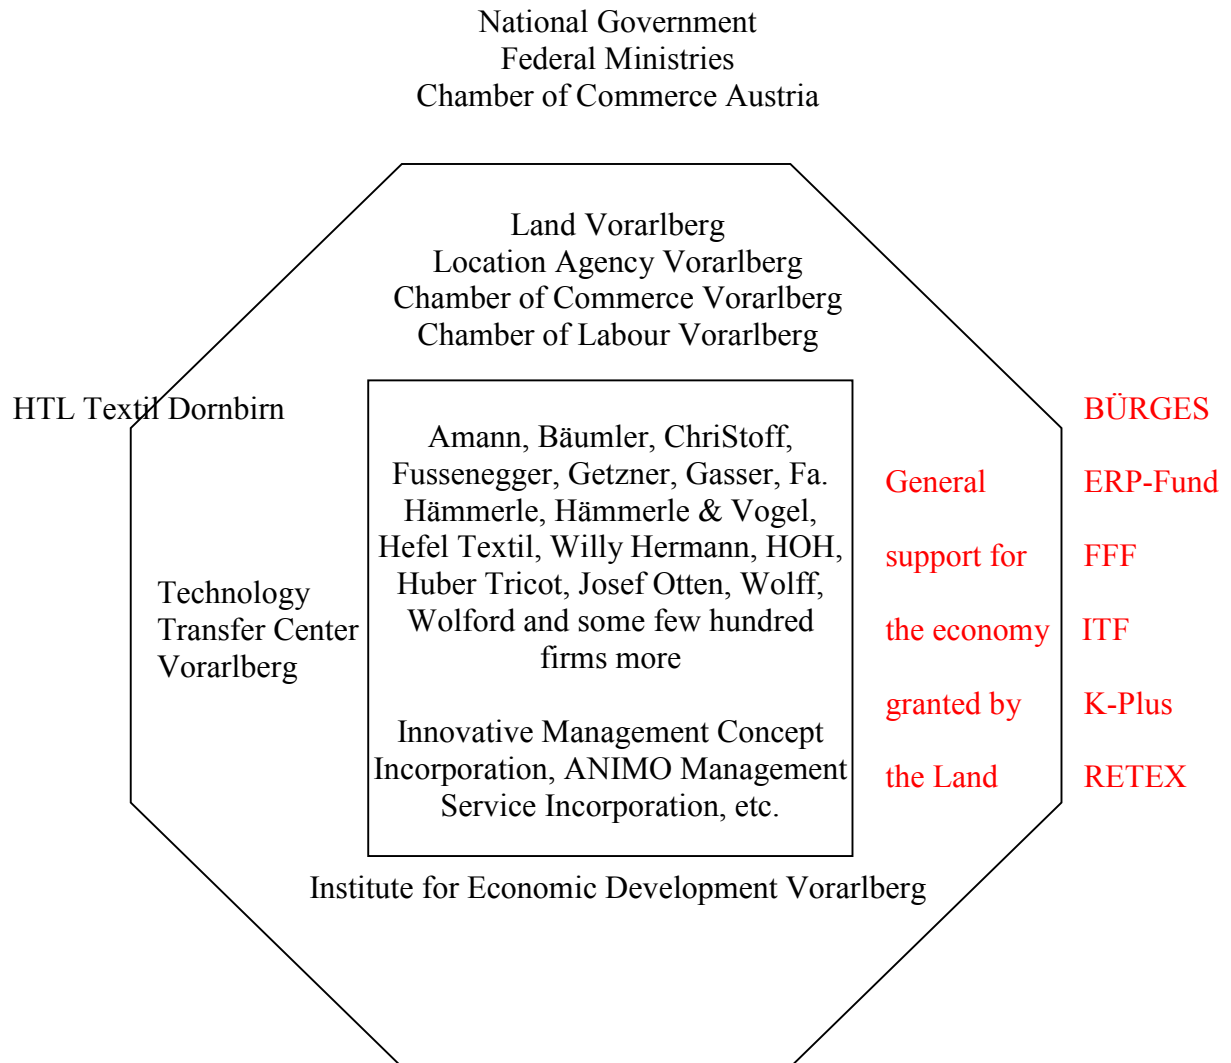 National Government
Federal Ministries
Chamber of Commerce Austria
Land Vorarlberg
Location Agency Vorarlberg
Chamber of Commerce Vorarlberg
Chamber of Labour Vorarlberg
HTL Textil Dornbirn
Amann, Bäumler, ChriStoff,
Fussenegger, Getzner, Gasser, Fa.
Hämmerle, Hämmerle & Vogel,
Hefel Textil, Willy Hermann, HOH,
Huber Tricot, Josef Otten, Wolff,
Wolford and some few hundred
firms more
Innovative Management Concept
Incorporation, ANIMO Management
Service Incorporation, etc.
Technology
Transfer Center
Vorarlberg
General
support for
the economy
granted by
the Land
BÜRGES
ERP-Fund
FFF
ITF
K-Plus
RETEX
Institute for Economic Development Vorarlberg